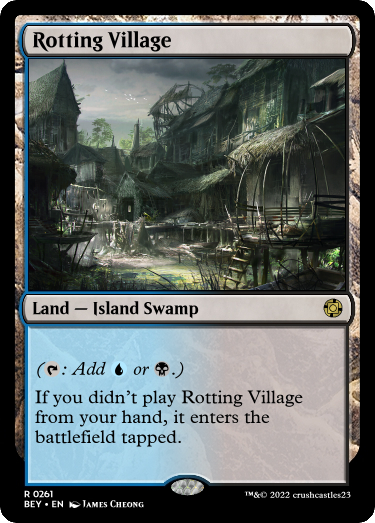 Rotting Village
Land — Island Swamp
(: Add or .)
If you didn't play Rotting Village
from your hand, it enters the
battlefield tapped.
R 0261
BEY • EN James Cheong
™&© 2022 crushcastles23